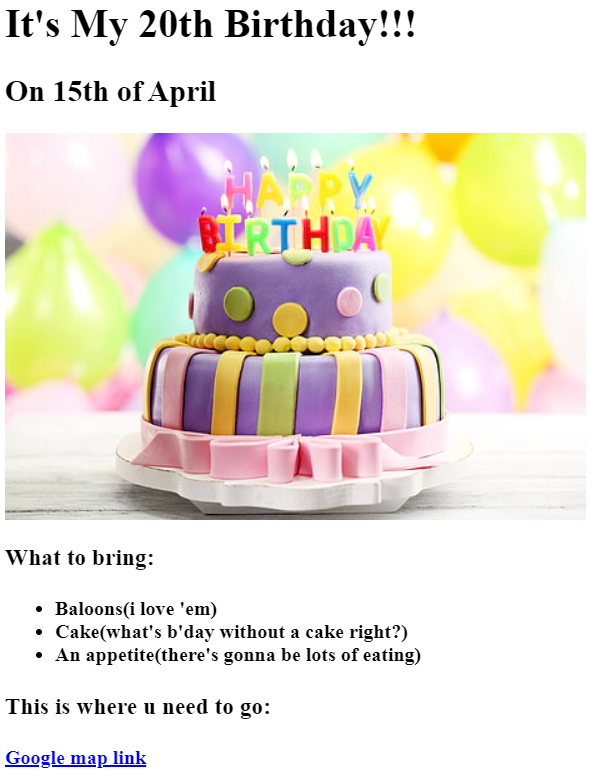 It's My 20th Birthday!!!
On 15th of April
HAPPY
BIRTHDAY
What to bring:
Baloons(i love 'em)
Cake(what's b'day without a cake right?)
An appetite(there's gonna be lots of eating)
This is where u need to go:
Google map link